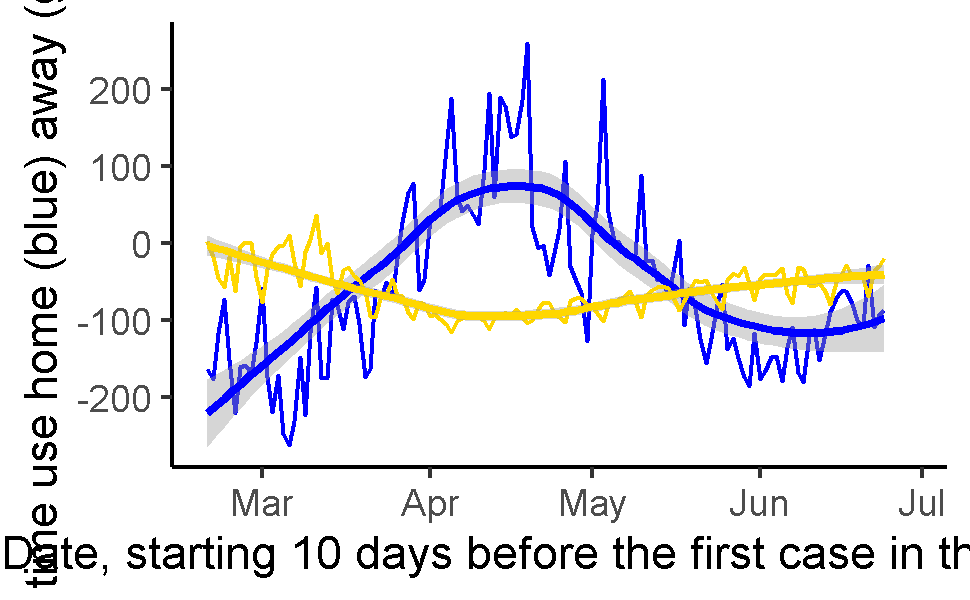 time use home (blue) away (
200
100
0
-100
-200
Mar Apr May Jun Jul
Date, starting 10 days before the first case in th